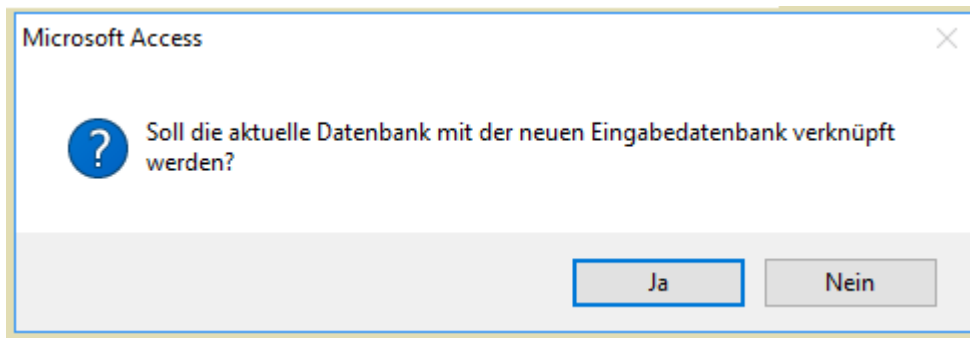 Microsoft Access
Soll die aktuelle Datenbank mit der neuen Eingabedatenbank verknüpft
werden?
Ja
Nein